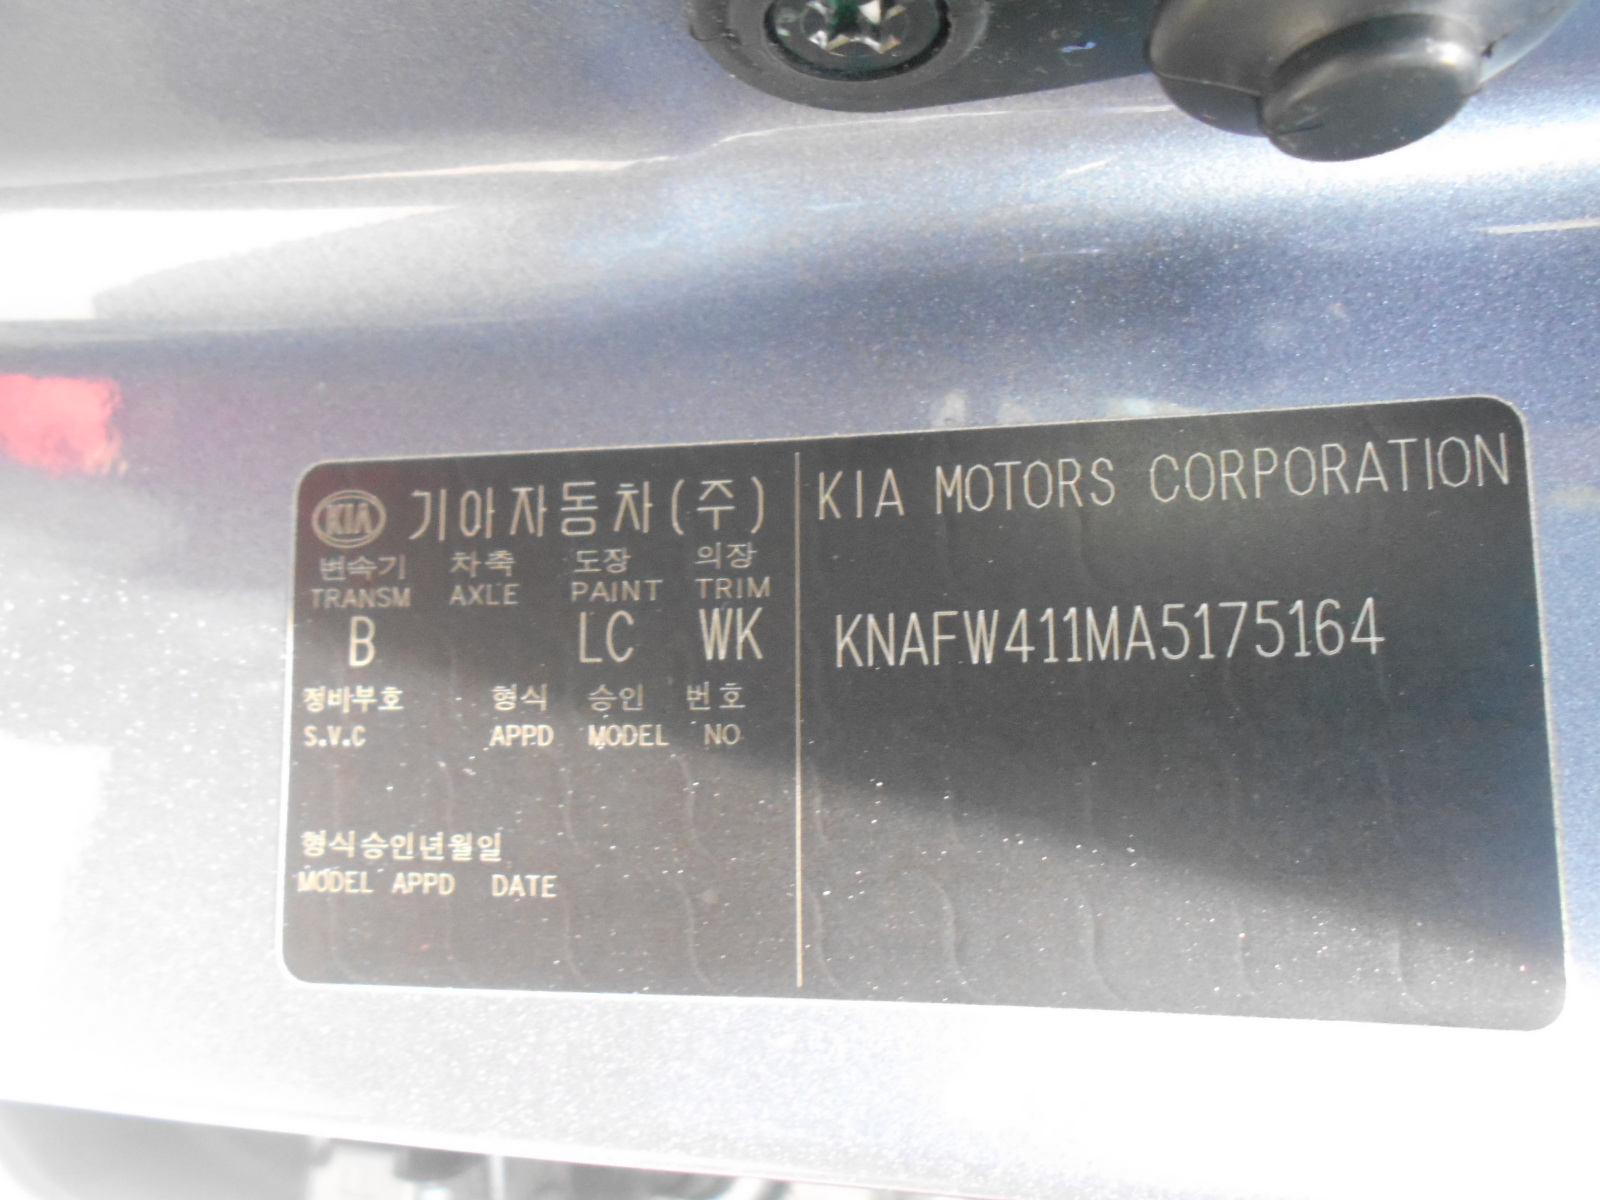 KIA 기아자동차(주)
변속기 차축 도장 의장
TRANSM AXLE PAINT TRIM
B LC WK
정비부호 형식 승인 번호
S.V.C APPD MODEL NO
형식승인년월일
MODEL APPD DATE
KIA MOTORS CORPORATION
KNAFW411MA5175164